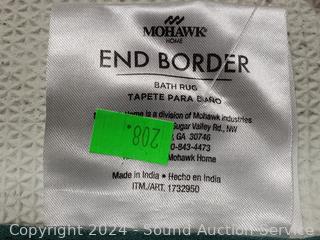 MOHAWK
HOME
END BORDER
BATH RUG
TAPETE PARA BAÑO
Home is a division of Mohawk Industries
Sugar Valley Rd., NW
GA 30746
843-4473
Mohawk Home
208.
Made in India • Hecho en India
ITM./ART. 1732950
Copyright 2024 - Sound Auction Service